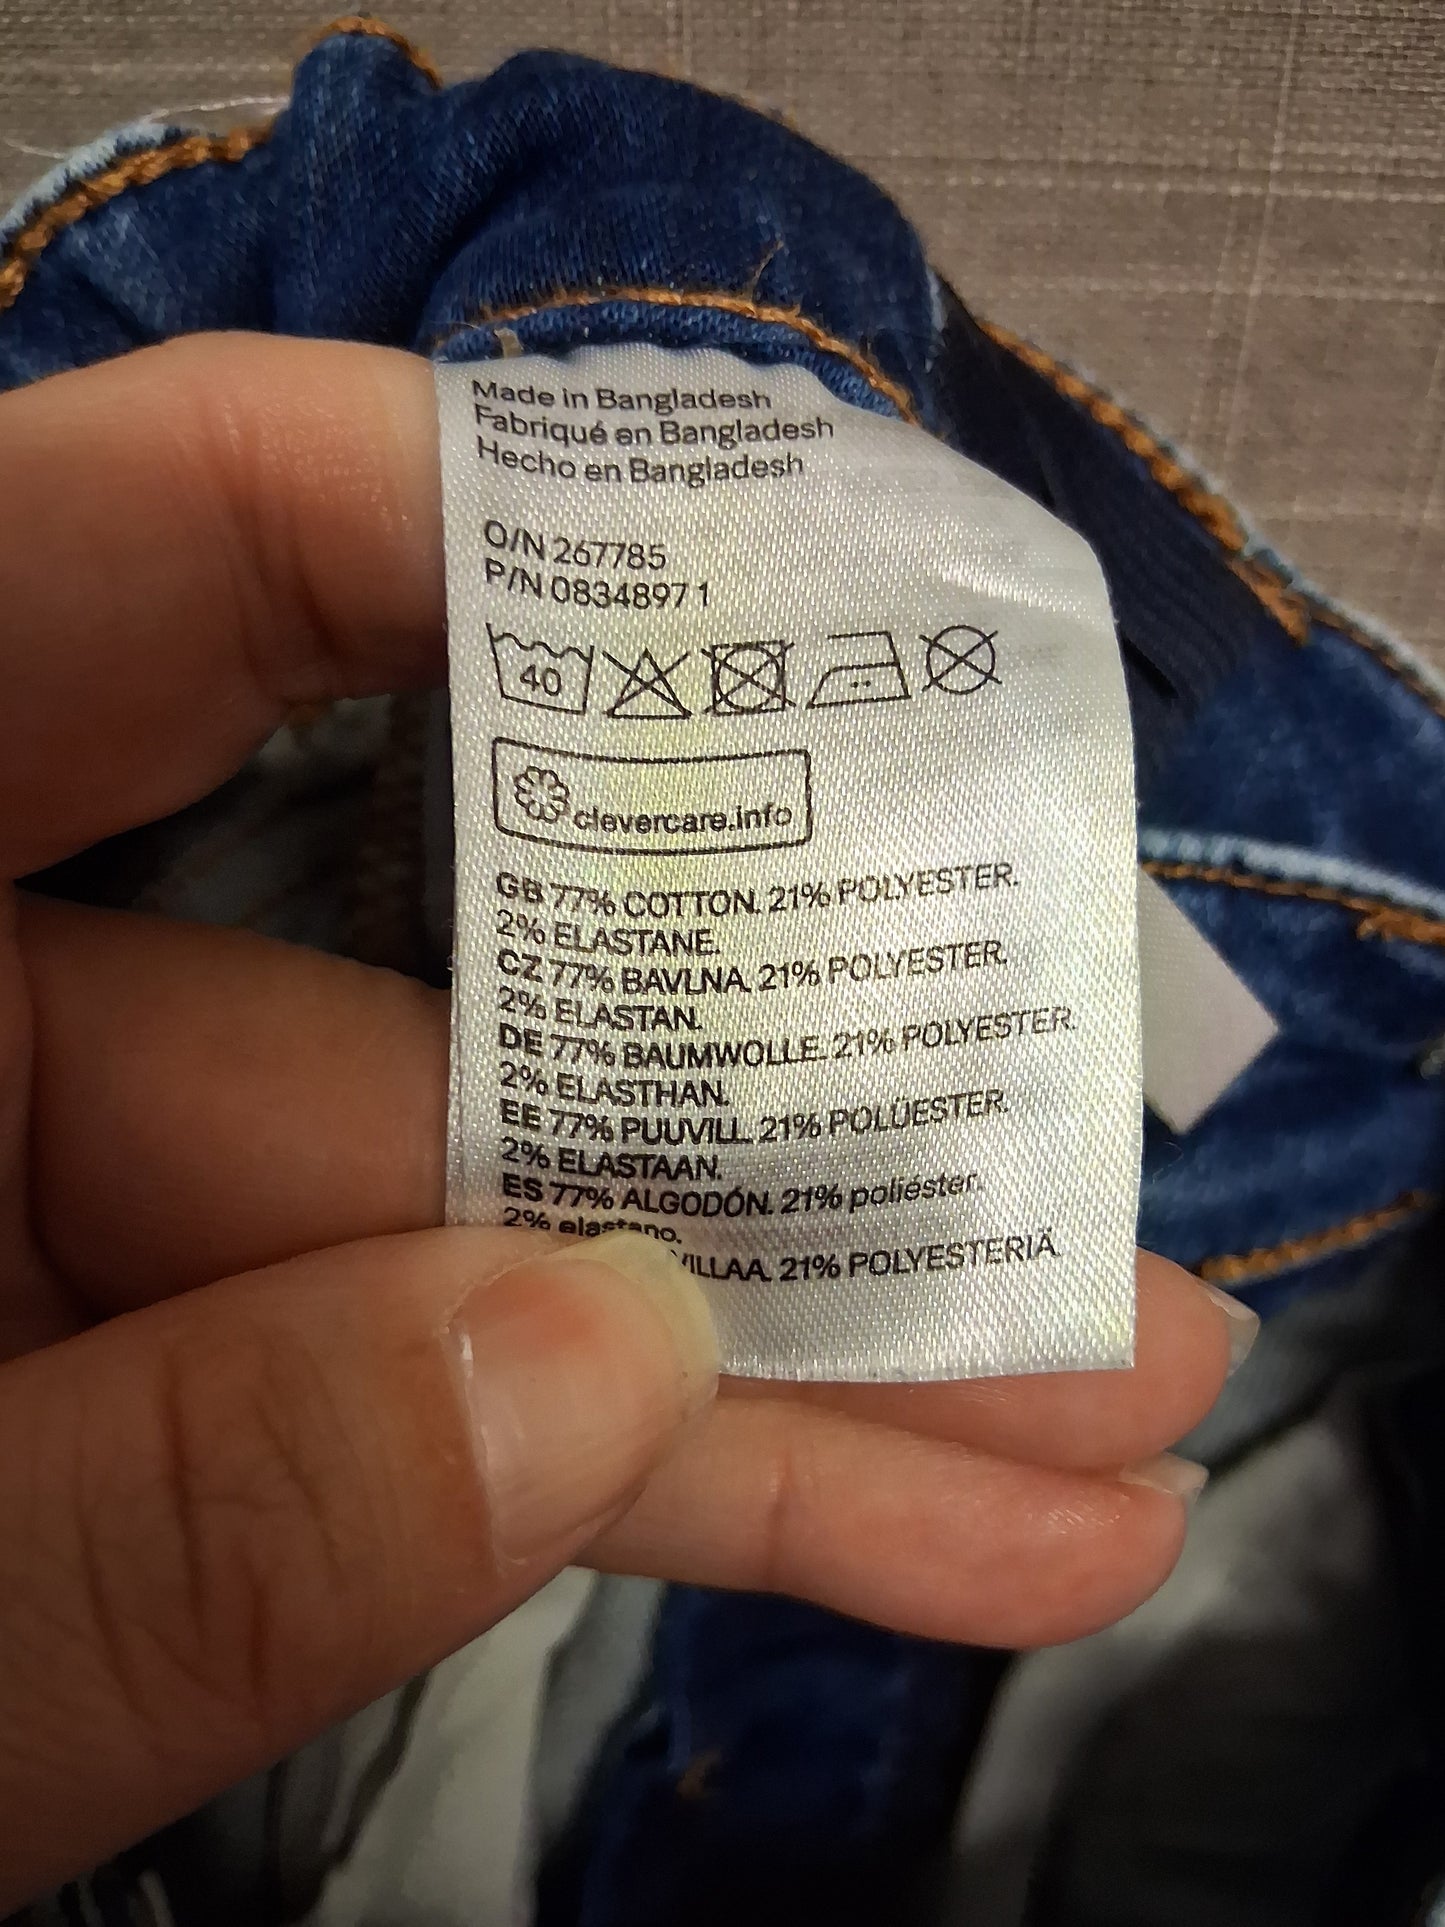 Made in Bangladesh
Fabriqué en Bangladesh
Hecho en Bangladesh
O/N 267785
P/N 0834897 1
40
clevercare.info
GB 77% COTTON. 21% POLYESTER.
2% ELASTANE.
CZ 77% BAVLNA. 21% POLYESTER.
2% ELASTAN.
DE 77% BAUMWOLLE. 21% POLYESTER.
2% ELASTHAN.
EE 77% PUUVILL. 21% POLÜESTER.
2% ELASTAAN.
ES 77% ALGODÓN. 21% poliéster.
2% elastano.
VILLAA. 21% POLYESTERIÄ